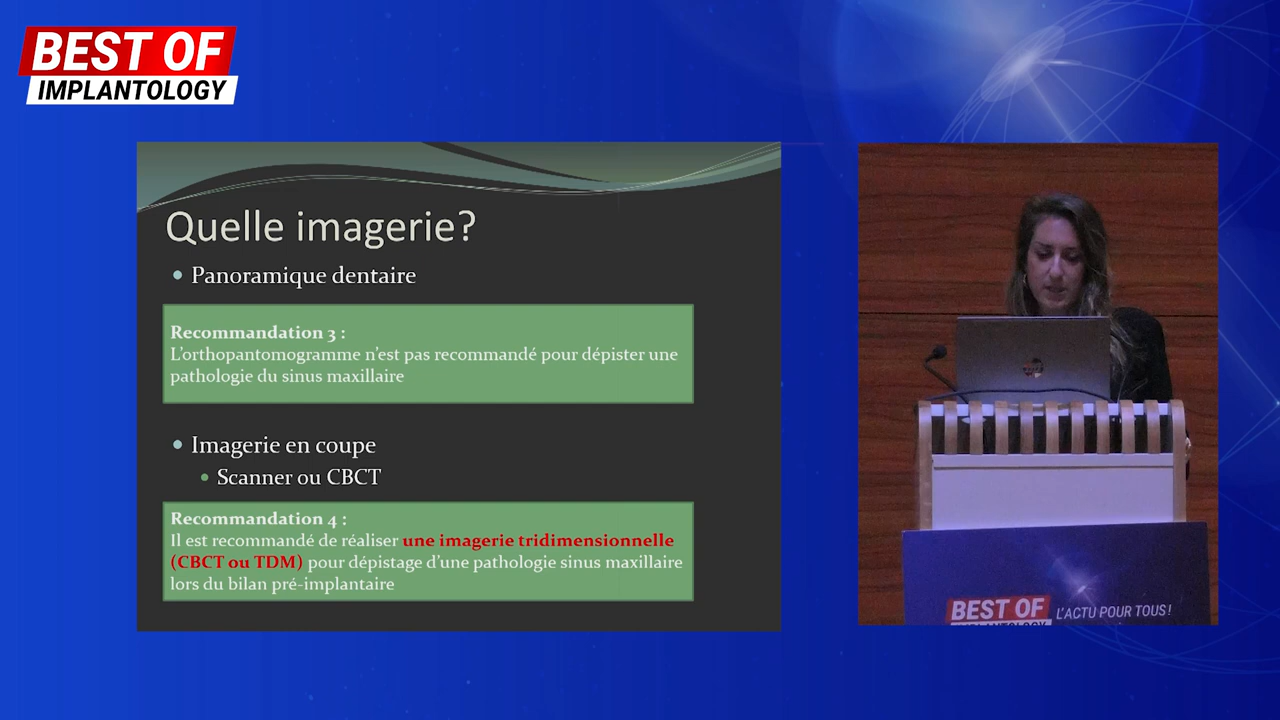 BEST OF
IMPLANTOLOGY
Quelle imagerie?
• Panoramique dentaire
Recommandation 3 :
L'orthopantomogramme n'est pas recommandé pour dépister une
pathologie du sinus maxillaire
• Imagerie en coupe
• Scanner ou CBCT
Recommandation 4 :
Il est recommandé de réaliser une imagerie tridimensionnelle
(CBCT ou TDM) pour dépistage d'une pathologie sinus maxillaire
lors du bilan pré-implantaire
BEST OF L'ACTU POUR TOUS!
IMPLANTOLOGY